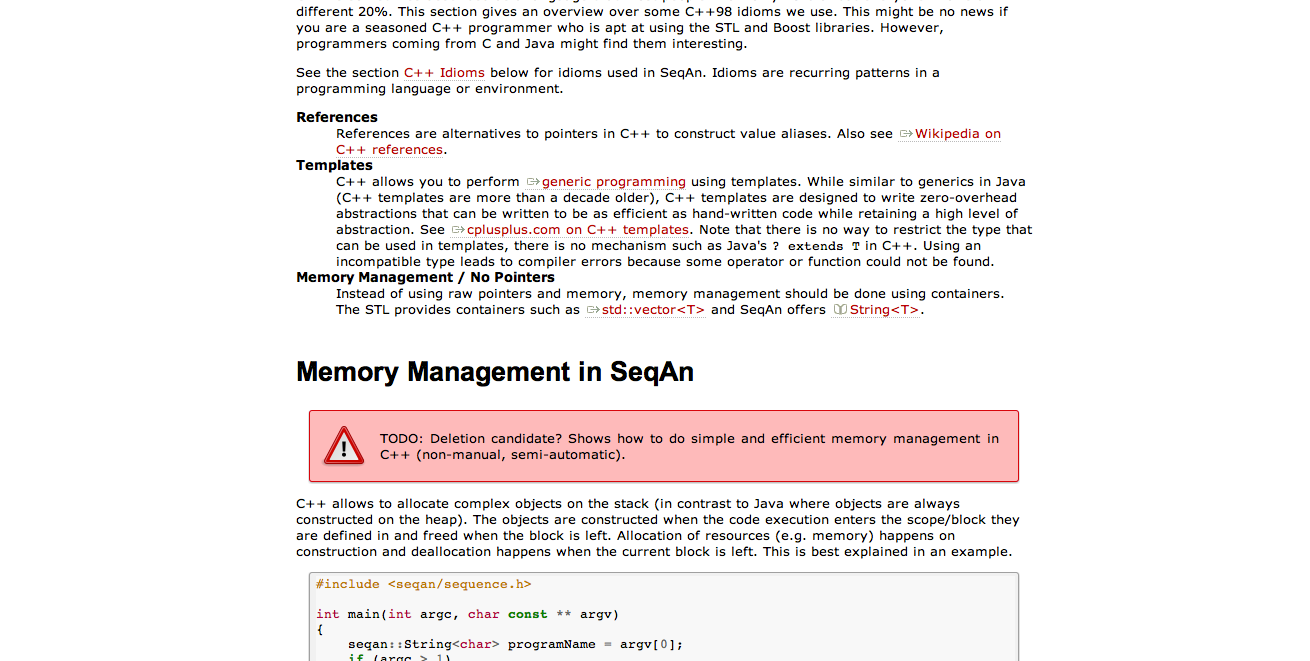 different 20%. This section gives an overview over some C++98 idioms we use. This might be no news if
you are a seasoned C++ programmer who is apt at using the STL and Boost libraries. However,
programmers coming from C and Java might find them interesting.
See the section C++ Idioms below for idioms used in SeqAn. Idioms are recurring patterns in a
programming language or environment.
References
References are alternatives to pointers in C++ to construct value aliases. Also see Wikipedia on
C++ references.
Templates
C++ allows you to perform generic programming using templates. While similar to generics in Java
(C++ templates are more than a decade older), C++ templates are designed to write zero-overhead
abstractions that can be written to be as efficient as hand-written code while retaining a high level of
abstraction. See cplusplus.com on C++ templates. Note that there is no way to restrict the type that
can be used in templates, there is no mechanism such as Java's ? extends T in C++. Using an
incompatible type leads to compiler errors because some operator or function could not be found.
Memory Management / No Pointers
Instead of using raw pointers and memory, memory management should be done using containers.
The STL provides containers such as std::vector<T> and SeqAn offers String<T>.
Memory Management in SeqAn
TODO: Deletion candidate? Shows how to do simple and efficient memory management in
C++ (non-manual, semi-automatic).
C++ allows to allocate complex objects on the stack (in contrast to Java where objects are always
constructed on the heap). The objects are constructed when the code execution enters the scope/block they
are defined in and freed when the block is left. Allocation of resources (e.g. memory) happens on
construction and deallocation happens when the current block is left. This is best explained in an example.
#include <seqan/sequence.h>
int main(int argc, char const ** argv)
{
seqan::String<char> programName = argv[0];
if (argc > 1)